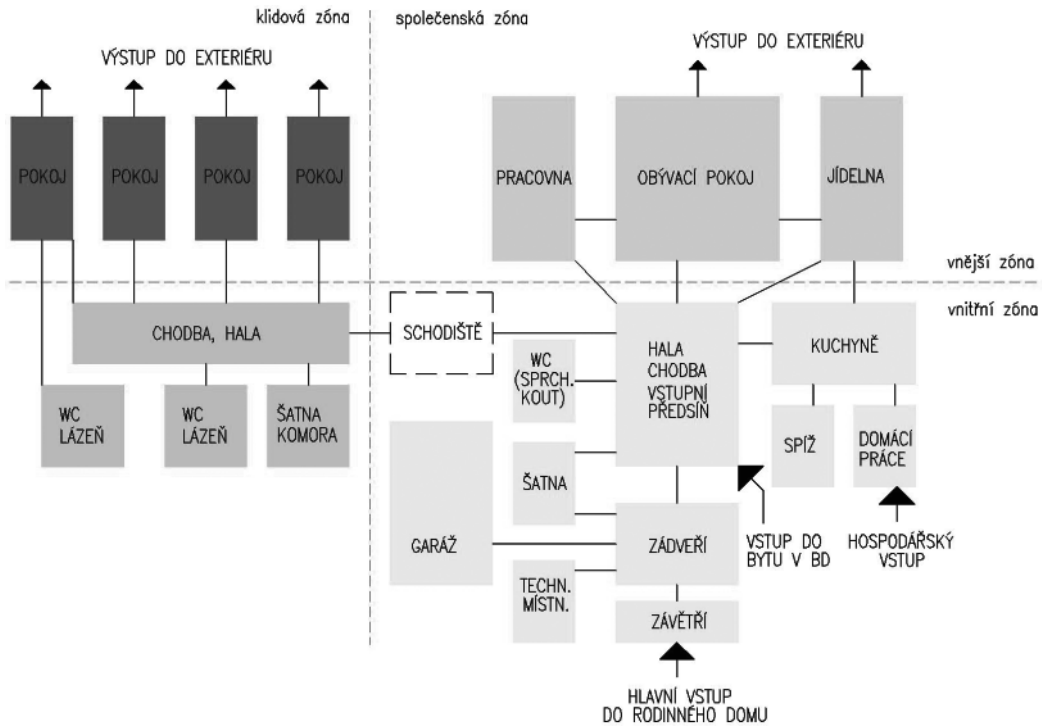 klidová zóna
společenská zóna
VÝSTUP DO EXTERIÉRU
VÝSTUP DO EXTERIÉRU
POKOJ
POKOJ
POKOJ
POKOJ
PRACOVNA
OBÝVACÍ POKOJ
JÍDELNA
vnější zóna
vnitřní zóna
CHODBA, HALA
SCHODIŠTĚ
HALA
CHODBA
VSTUPNÍ
PŘEDSÍŇ
KUCHYNĚ
WC
(SPRCH.
KOUT)
WC
LÁZEŇ
WC
LÁZEŇ
ŠATNA
KOMORA
SPÍŽ
DOMÁCÍ
PRÁCE
ŠATNA
GARÁŽ
ZÁDVEŘÍ
VSTUP DO
BYTU V BD
HOSPODÁŘSKÝ
VSTUP
TECHN.
MÍSTN.
ZÁVĚTŘÍ
HLAVNÍ VSTUP
DO RODINNÉHO DOMU